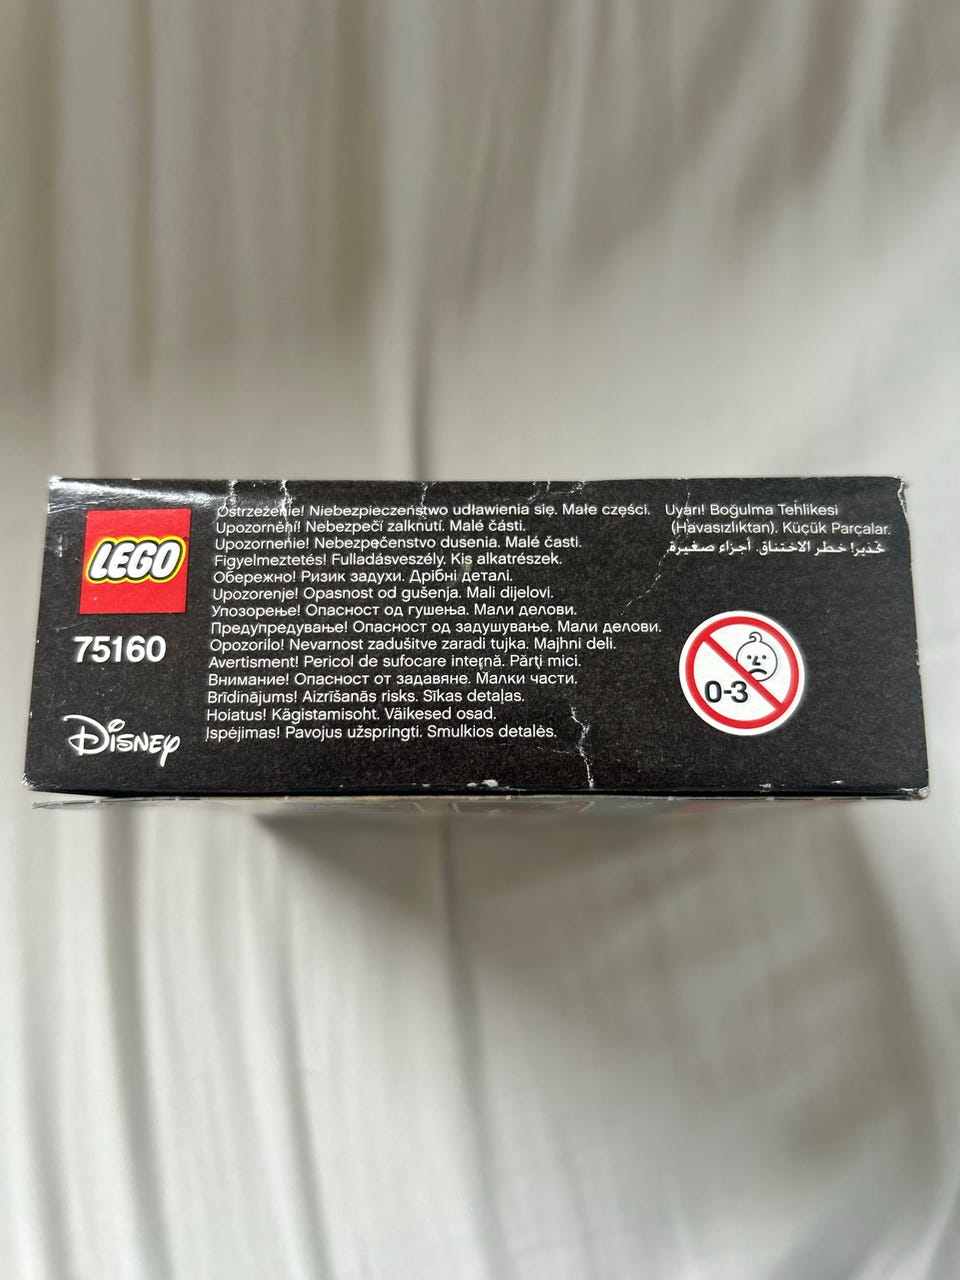 LEGO
75160
Disney
Ostrzeżenie! Niebezpieczeństwo udławienia się. Małe części.
Upozornění! Nebezpečí zalknutí. Malé části.
Upozornenie! Nebezpečenstvo dusenia. Malé časti.
Figyelmeztetés! Fulladásveszély. Kis alkatrészek.
Обережно! Ризик задухи. Дрібні деталі.
Upozorenje! Opasnost od gušenja. Mali dijelovi.
Упозорење! Опасност од гушења. Мали делови.
Предупредување! Опасност од задушување. Мали делови.
Opozorilo! Nevarnost zadušitve zaradi tujka. Majhni deli.
Avertisment! Pericol de sufocare internă. Părți mici.
Внимание! Опасност от задавяне. Малки части.
Brīdinājums! Aizrīšanās risks. Sīkas detaļas.
Hoiatus! Kägistamisoht. Väikesed osad.
Įspėjimas! Pavojus užspringti. Smulkios detalės.
Uyarı! Boğulma Tehlikesi
(Havasızlıktan). Küçük Parçalar.
تحذير! خطر الاختناق. أجزاء صغيرة.
0-3